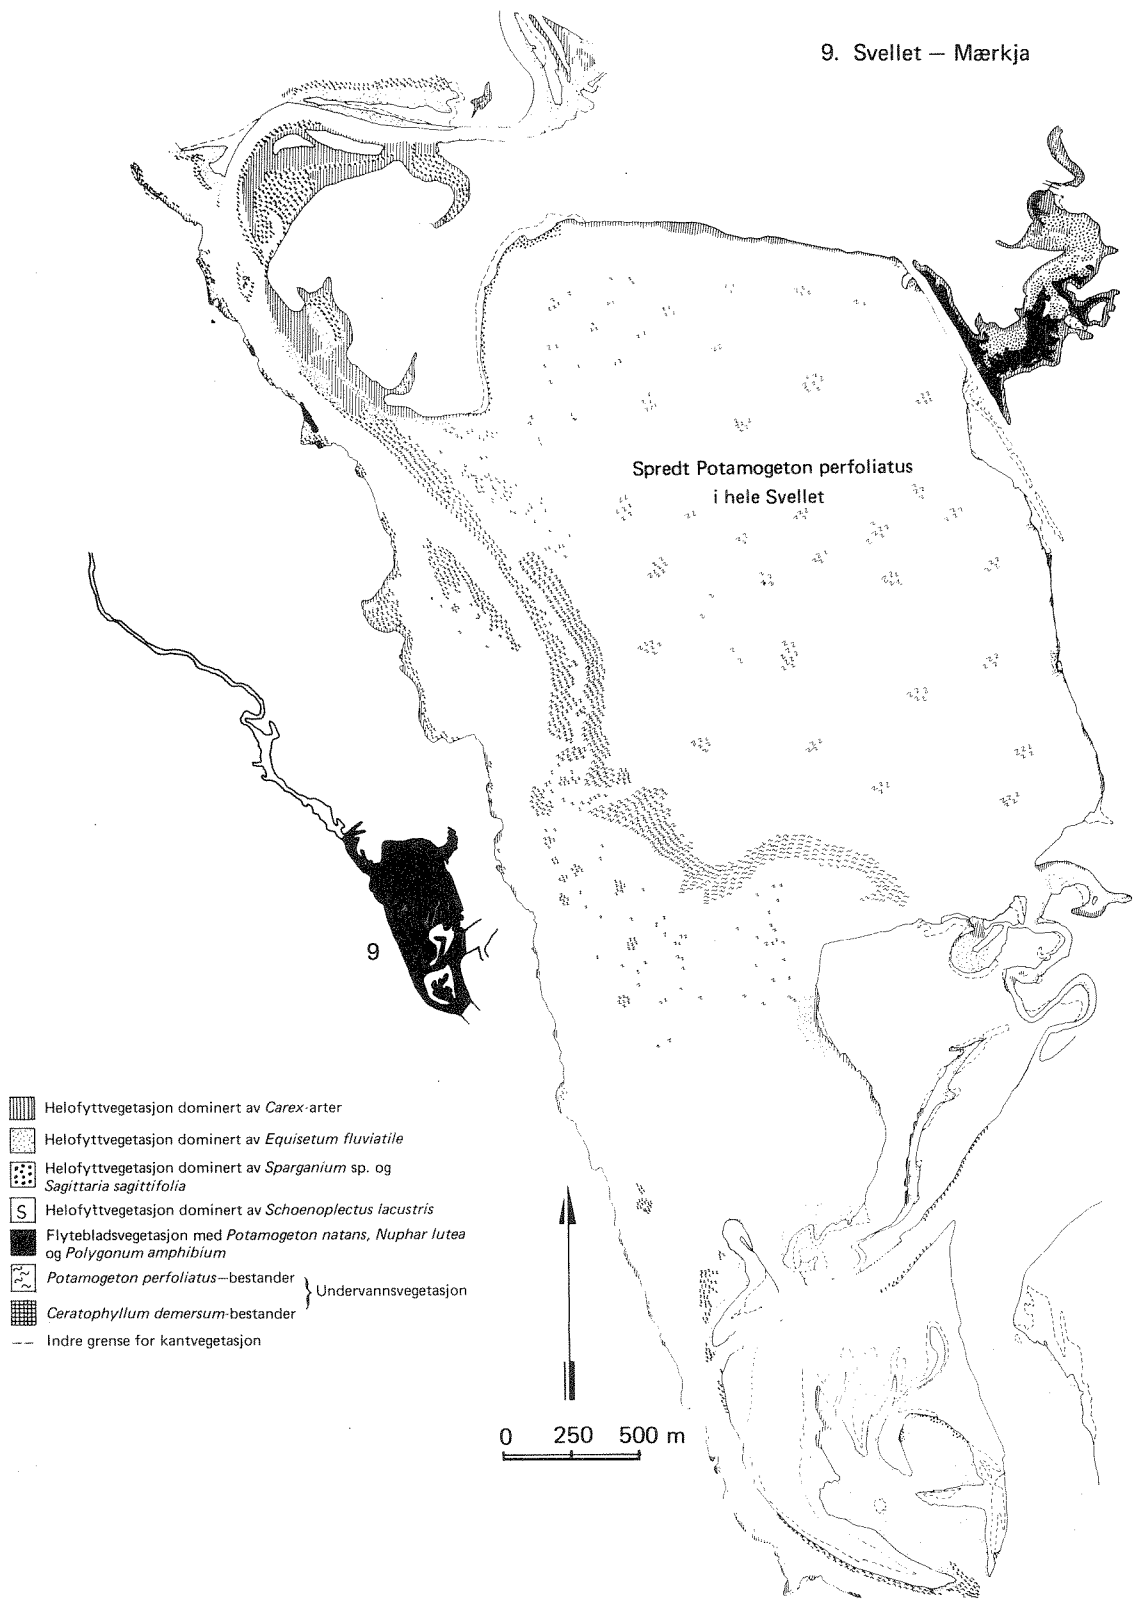 9. Svellet — Mærkja
Spredt Potamogeton perfoliatus
i hele Svellet
9
Helofyttvegetasjon dominert av Carex-arter
Helofyttvegetasjon dominert av Equisetum fluviatile
Helofyttvegetasjon dominert av Sparganium sp. og
Sagittaria sagittifolia
S Helofyttvegetasjon dominert av Schoenoplectus lacustris
Flytebladsvegetasjon med Potamogeton natans, Nuphar lutea
og Polygonum amphibium
Potamogeton perfoliatus—bestander
Undervannsvegetasjon
Ceratophyllum demersum-bestander
Indre grense for kantvegetasjon
0 250 500 m